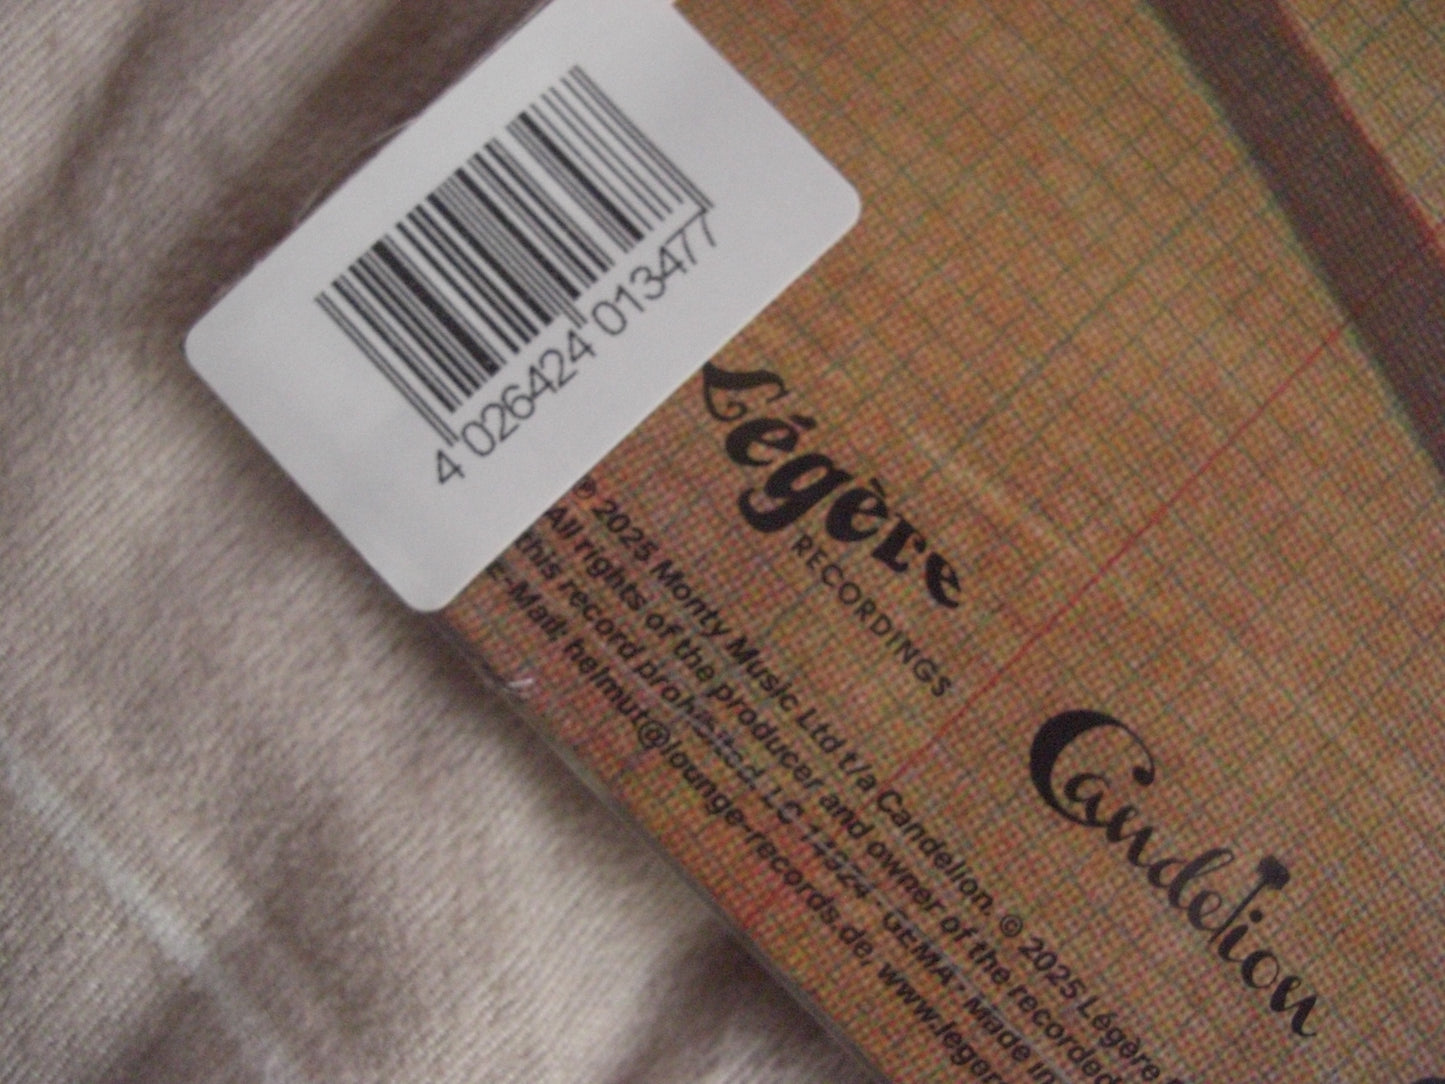 4 026424 013477
Légère
RECORDINGS
Candelion
℗ 2025 Monty Music Ltd t/a Candelion. © 2025 Légère
All rights of the producer and owner of the recorded
this record prohibited. LC 14924 · GEMA · Made in
E-Mail: helmut@lounge-records.de, www.leger